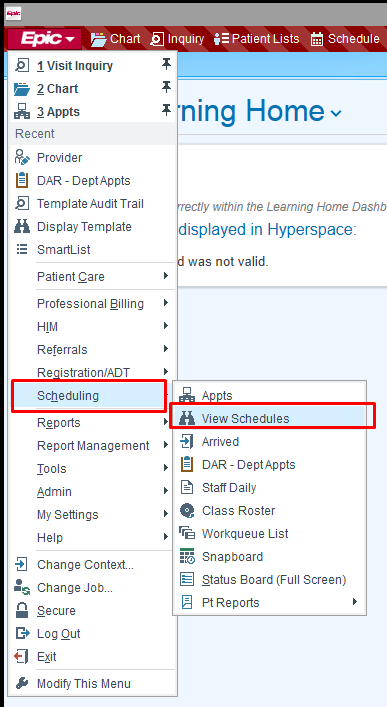 Epic
Epic Chart Inquiry Patient Lists Schedule
1 Visit Inquiry
2 Chart
3 Appts
rning Home
Recent
Provider
DAR - Dept Appts
Template Audit Trail
rrectly within the Learning Home Dashb
Display Template
displayed in Hyperspace:
SmartList
d was not valid.
Patient Care
Professional Billing
HIM
Referrals
Registration/ADT
Scheduling
Reports
Report Management
Tools
Admin
My Settings
Help
Change Context...
Change Job...
Secure
Log Out
Exit
Modify This Menu
Appts
View Schedules
Arrived
DAR - Dept Appts
Staff Daily
Class Roster
Workqueue List
Snapboard
Status Board (Full Screen)
Pt Reports